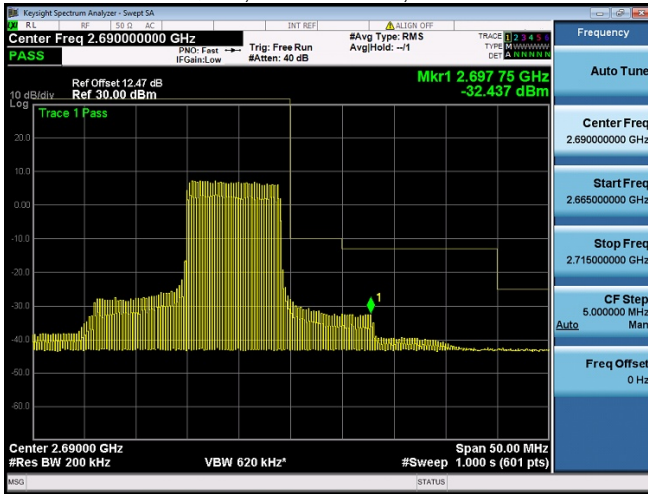 Keysight Spectrum Analyzer - Swept SA
RL RF 50 Ω AC INT REF ALIGN OFF
Center Freq 2.690000000 GHz
PASS
PNO: Fast
IFGain:Low
Trig: Free Run
#Atten: 40 dB
#Avg Type: RMS
Avg|Hold: --/1
TRACE 1 2 3 4 5 6
TYPE M WWWWW
DET A N N N N N
Ref Offset 12.47 dB
10 dB/div Ref 30.00 dBm
Log
Mkr1 2.697 75 GHz
-32.437 dBm
Trace 1 Pass
20.0
10.0
0.00
-10.0
-20.0
-30.0
-40.0
-50.0
-60.0
1
Center 2.69000 GHz
Span 50.00 MHz
#Res BW 200 kHz
VBW 620 kHz*
#Sweep 1.000 s (601 pts)
MSG
STATUS
Frequency
Auto Tune
Center Freq
2.690000000 GHz
Start Freq
2.665000000 GHz
Stop Freq
2.715000000 GHz
CF Step
5.000000 MHz
Auto Man
Freq Offset
0 Hz